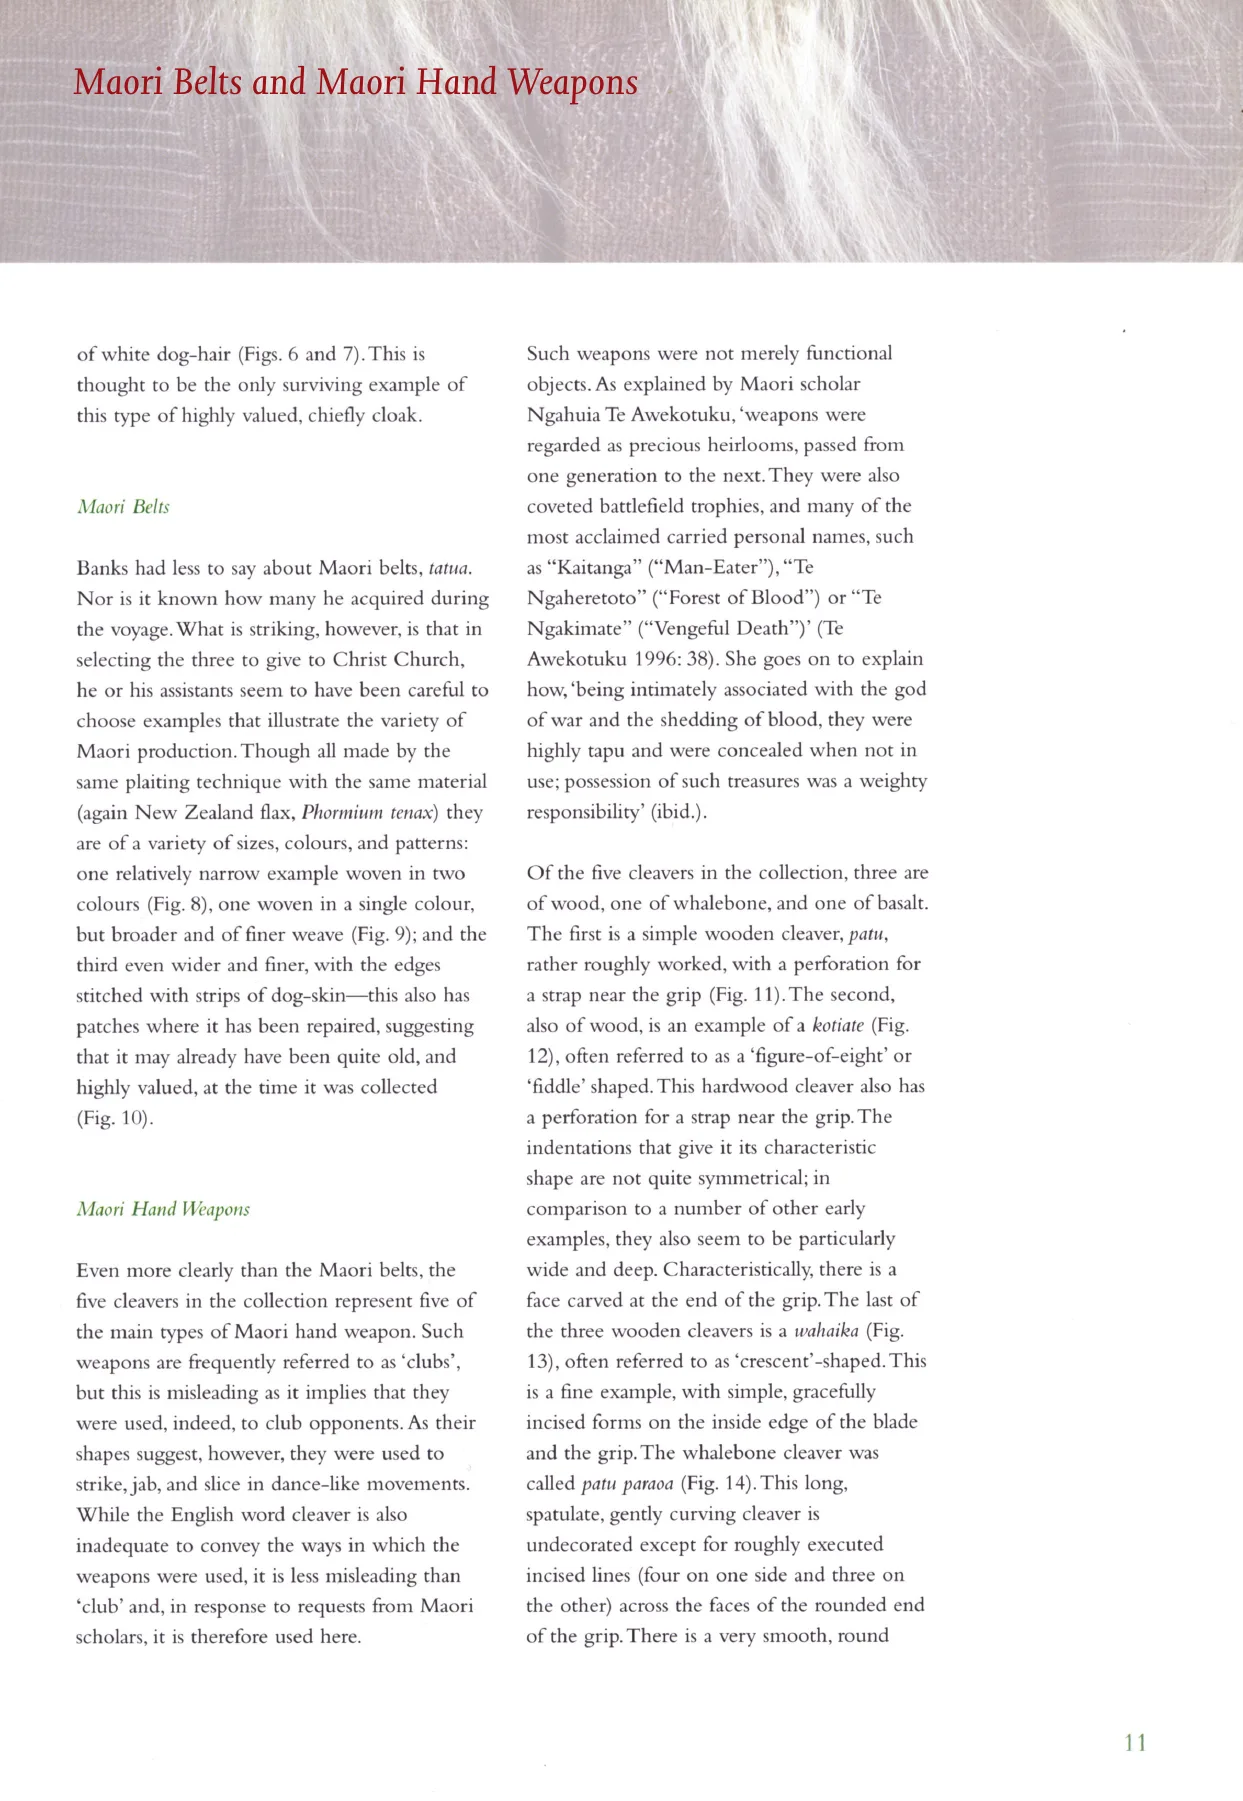 Maori Belts and Maori Hand Weapons
of white dog-hair (Figs. 6 and 7). This is
thought to be the only surviving example of
this type of highly valued, chiefly cloak.
Maori Belts
Banks had less to say about Maori belts, tatua.
Nor is it known how many he acquired during
the voyage. What is striking, however, is that in
selecting the three to give to Christ Church,
he or his assistants seem to have been careful to
choose examples that illustrate the variety of
Maori production. Though all made by the
same plaiting technique with the same material
(again New Zealand flax, Phormium tenax) they
are of a variety of sizes, colours, and patterns:
one relatively narrow example woven in two
colours (Fig. 8), one woven in a single colour,
but broader and of finer weave (Fig. 9); and the
third even wider and finer, with the edges
stitched with strips of dog-skin—this also has
patches where it has been repaired, suggesting
that it may already have been quite old, and
highly valued, at the time it was collected
(Fig. 10).
Maori Hand Weapons
Even more clearly than the Maori belts, the
five cleavers in the collection represent five of
the main types of Maori hand weapon. Such
weapons are frequently referred to as ‘clubs’,
but this is misleading as it implies that they
were used, indeed, to club opponents. As their
shapes suggest, however, they were used to
strike, jab, and slice in dance-like movements.
While the English word cleaver is also
inadequate to convey the ways in which the
weapons were used, it is less misleading than
‘club’ and, in response to requests from Maori
scholars, it is therefore used here.
Such weapons were not merely functional
objects. As explained by Maori scholar
Ngahuia Te Awekotuku, ‘weapons were
regarded as precious heirlooms, passed from
one generation to the next. They were also
coveted battlefield trophies, and many of the
most acclaimed carried personal names, such
as “Kaitanga” (“Man-Eater”), “Te
Ngaheretoto” (“Forest of Blood”) or “Te
Ngakimate” (“Vengeful Death”)’ (Te
Awekotuku 1996: 38). She goes on to explain
how, ‘being intimately associated with the god
of war and the shedding of blood, they were
highly tapu and were concealed when not in
use; possession of such treasures was a weighty
responsibility’ (ibid.).
Of the five cleavers in the collection, three are
of wood, one of whalebone, and one of basalt.
The first is a simple wooden cleaver, patu,
rather roughly worked, with a perforation for
a strap near the grip (Fig. 11). The second,
also of wood, is an example of a kotiate (Fig.
12), often referred to as a ‘figure-of-eight’ or
‘fiddle’ shaped. This hardwood cleaver also has
a perforation for a strap near the grip. The
indentations that give it its characteristic
shape are not quite symmetrical; in
comparison to a number of other early
examples, they also seem to be particularly
wide and deep. Characteristically, there is a
face carved at the end of the grip. The last of
the three wooden cleavers is a wahaika (Fig.
13), often referred to as ‘crescent’-shaped. This
is a fine example, with simple, gracefully
incised forms on the inside edge of the blade
and the grip. The whalebone cleaver was
called patu paraoa (Fig. 14). This long,
spatulate, gently curving cleaver is
undecorated except for roughly executed
incised lines (four on one side and three on
the other) across the faces of the rounded end
of the grip. There is a very smooth, round
11